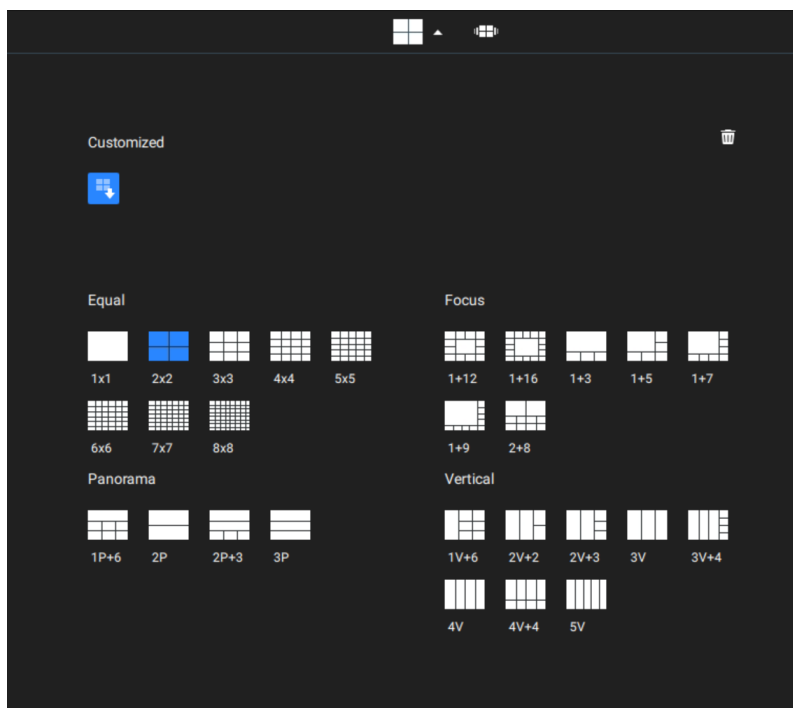 Customized
Equal
1x1 2x2 3x3 4x4 5x5
6x6 7x7 8x8
Focus
1+12 1+16 1+3 1+5 1+7
1+9 2+8
Panorama
1P+6 2P 2P+3 3P
Vertical
1V+6 2V+2 2V+3 3V 3V+4
4V 4V+4 5V